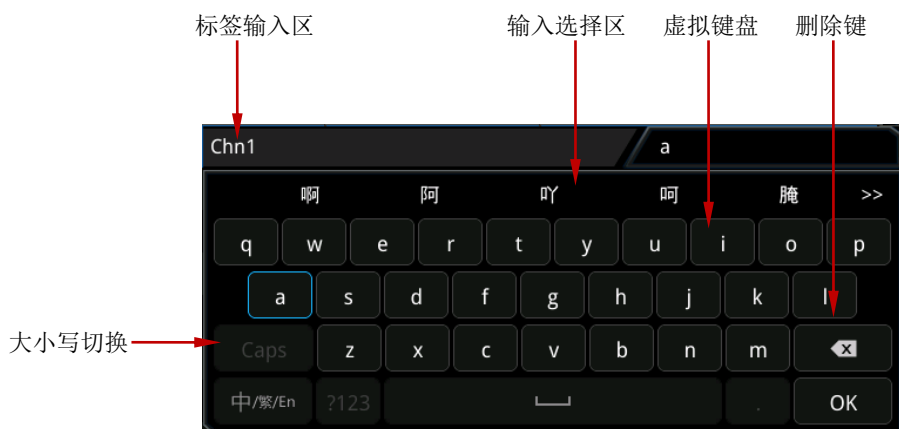 标签输入区 输入选择区 虚拟键盘 删除键
Chn1 a
啊 阿 吖 呵 腌 >>
q w e r t y u i o p
a s d f g h j k l
大小写切换 Caps z x c v b n m
中/繁/En ?123 . OK